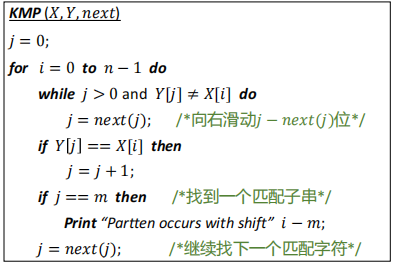 KMP(X,Y,next)
j = 0;
for i = 0 to n − 1 do
while j > 0 and Y[j] ≠ X[i] do
j = next(j); /*向右滑动j − next(j)位*/
if Y[j] == X[i] then
j = j + 1;
if j == m then /*找到一个匹配子串*/
Print “Partten occurs with shift” i − m;
j = next(j); /*继续找下一个匹配字符*/